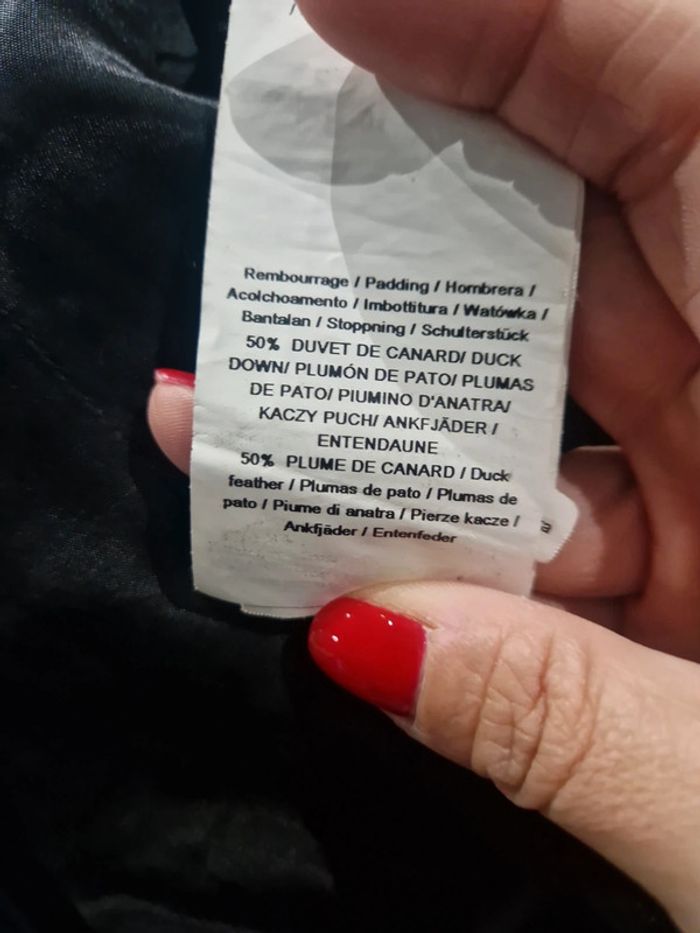 Rembourrage / Padding / Hombrera /
Acolchoamento / Imbottitura / Watówka /
Bantalan / Stoppning / Schulterstück
50% DUVET DE CANARD/ DUCK
DOWN/ PLUMÓN DE PATO/ PLUMAS
DE PATO/ PIUMINO D'ANATRA/
KACZY PUCH/ ANKFJÄDER /
ENTENDAUNE
50% PLUME DE CANARD / Duck
feather / Plumas de pato / Plumas de
pato / Piume di anatra / Pierze kacze /
Ankfjäder / Entenfeder